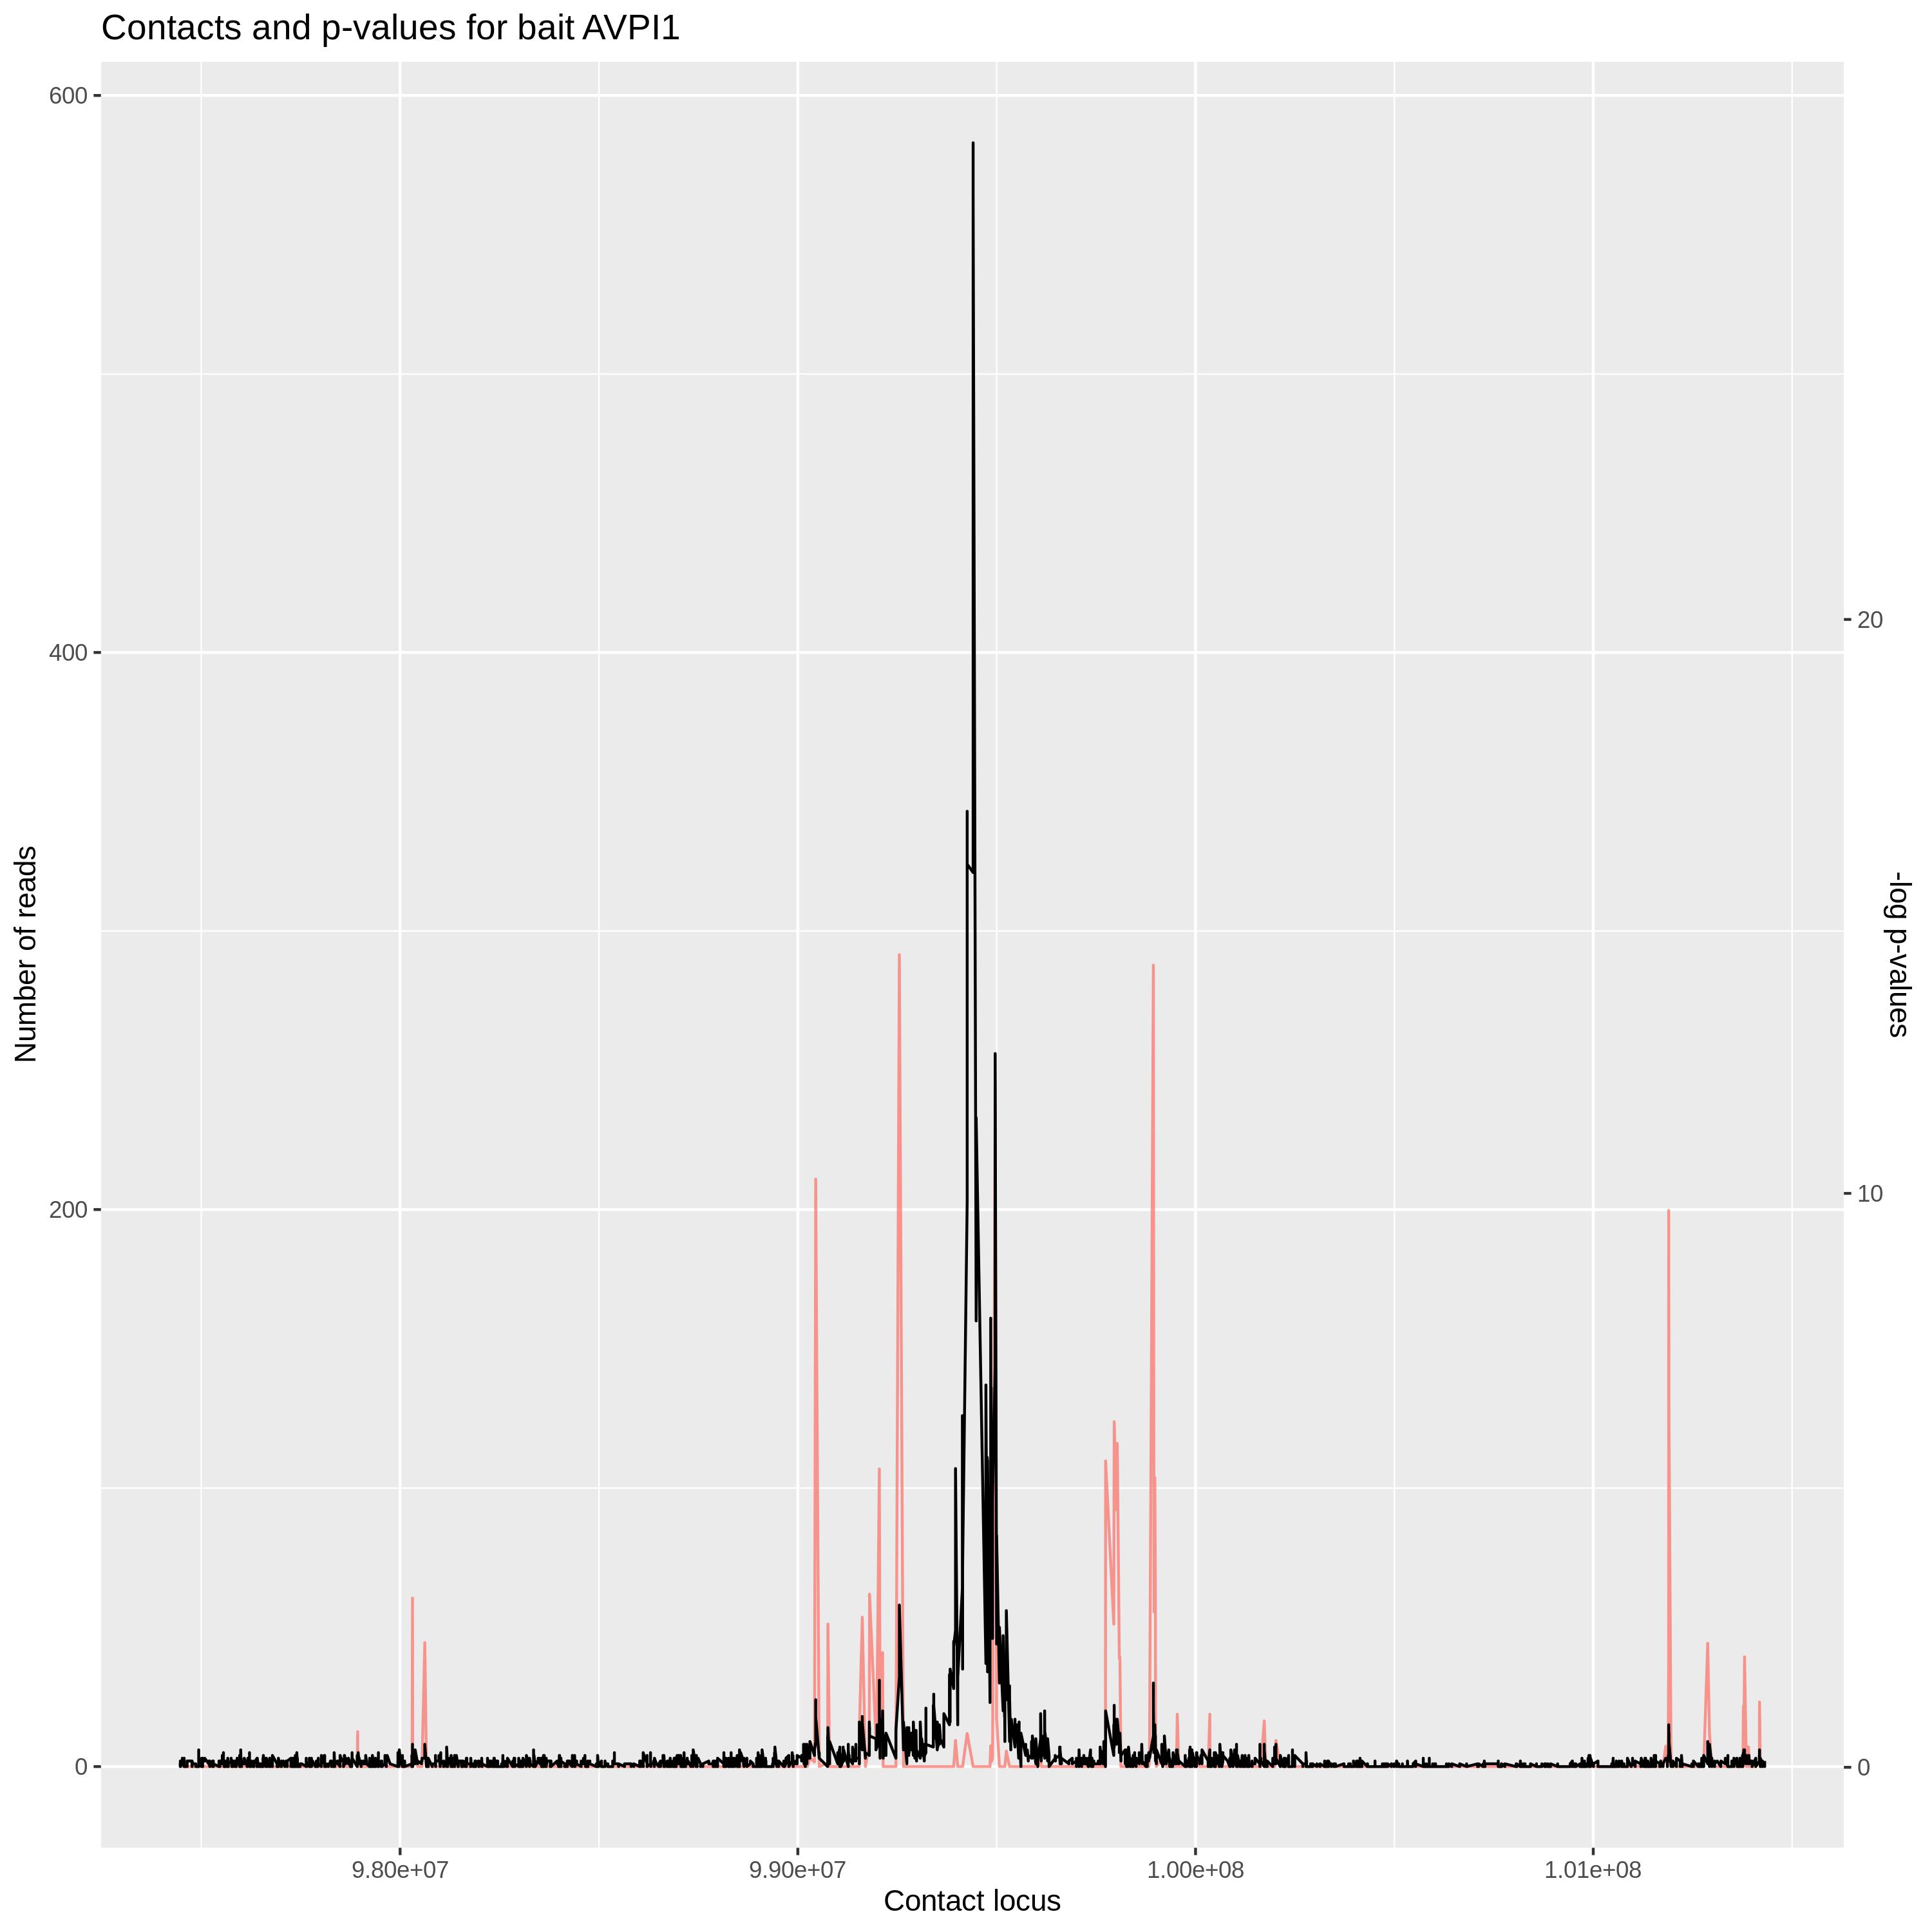 Contacts and p-values for bait AVPI1
600
400
200
0
Number of reads
20
10
0
-log p-values
9.80e+07
9.90e+07
1.00e+08
1.01e+08
Contact locus